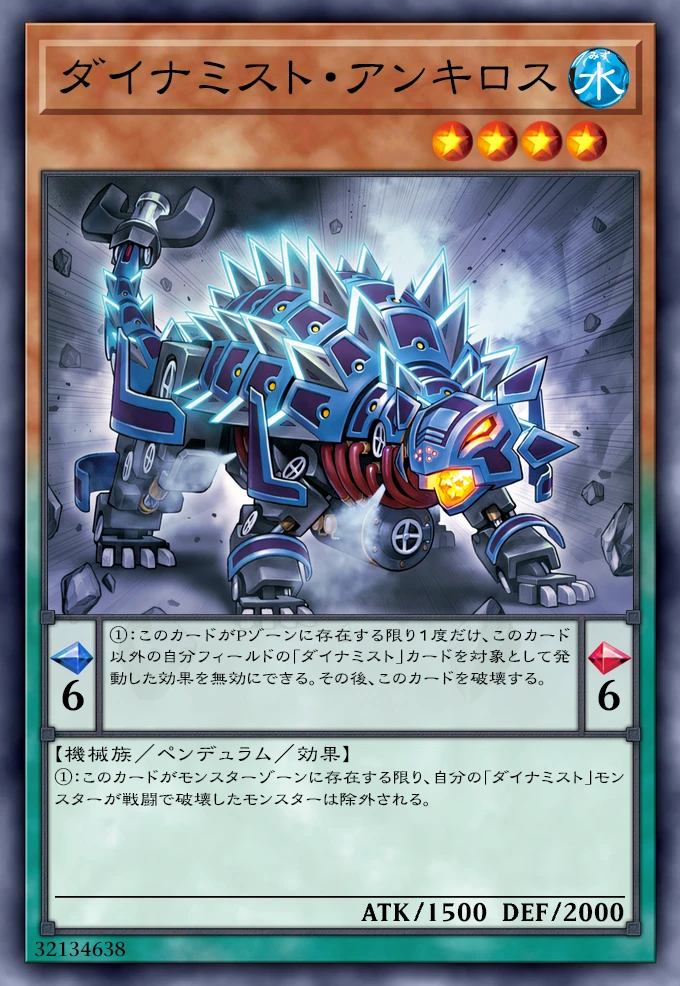 ダイナミスト・アンキロス
みず
水
①:このカードがPゾーンに存在する限り1度だけ、このカード
以外の自分フィールドの「ダイナミスト」カードを対象として発
動した効果を無効にできる。その後、このカードを破壊する。
6
6
【機械族／ペンデュラム／効果】
①:このカードがモンスターゾーンに存在する限り、自分の「ダイナミスト」モン
スターが戦闘で破壊したモンスターは除外される。
ATK/1500 DEF/2000
32134638